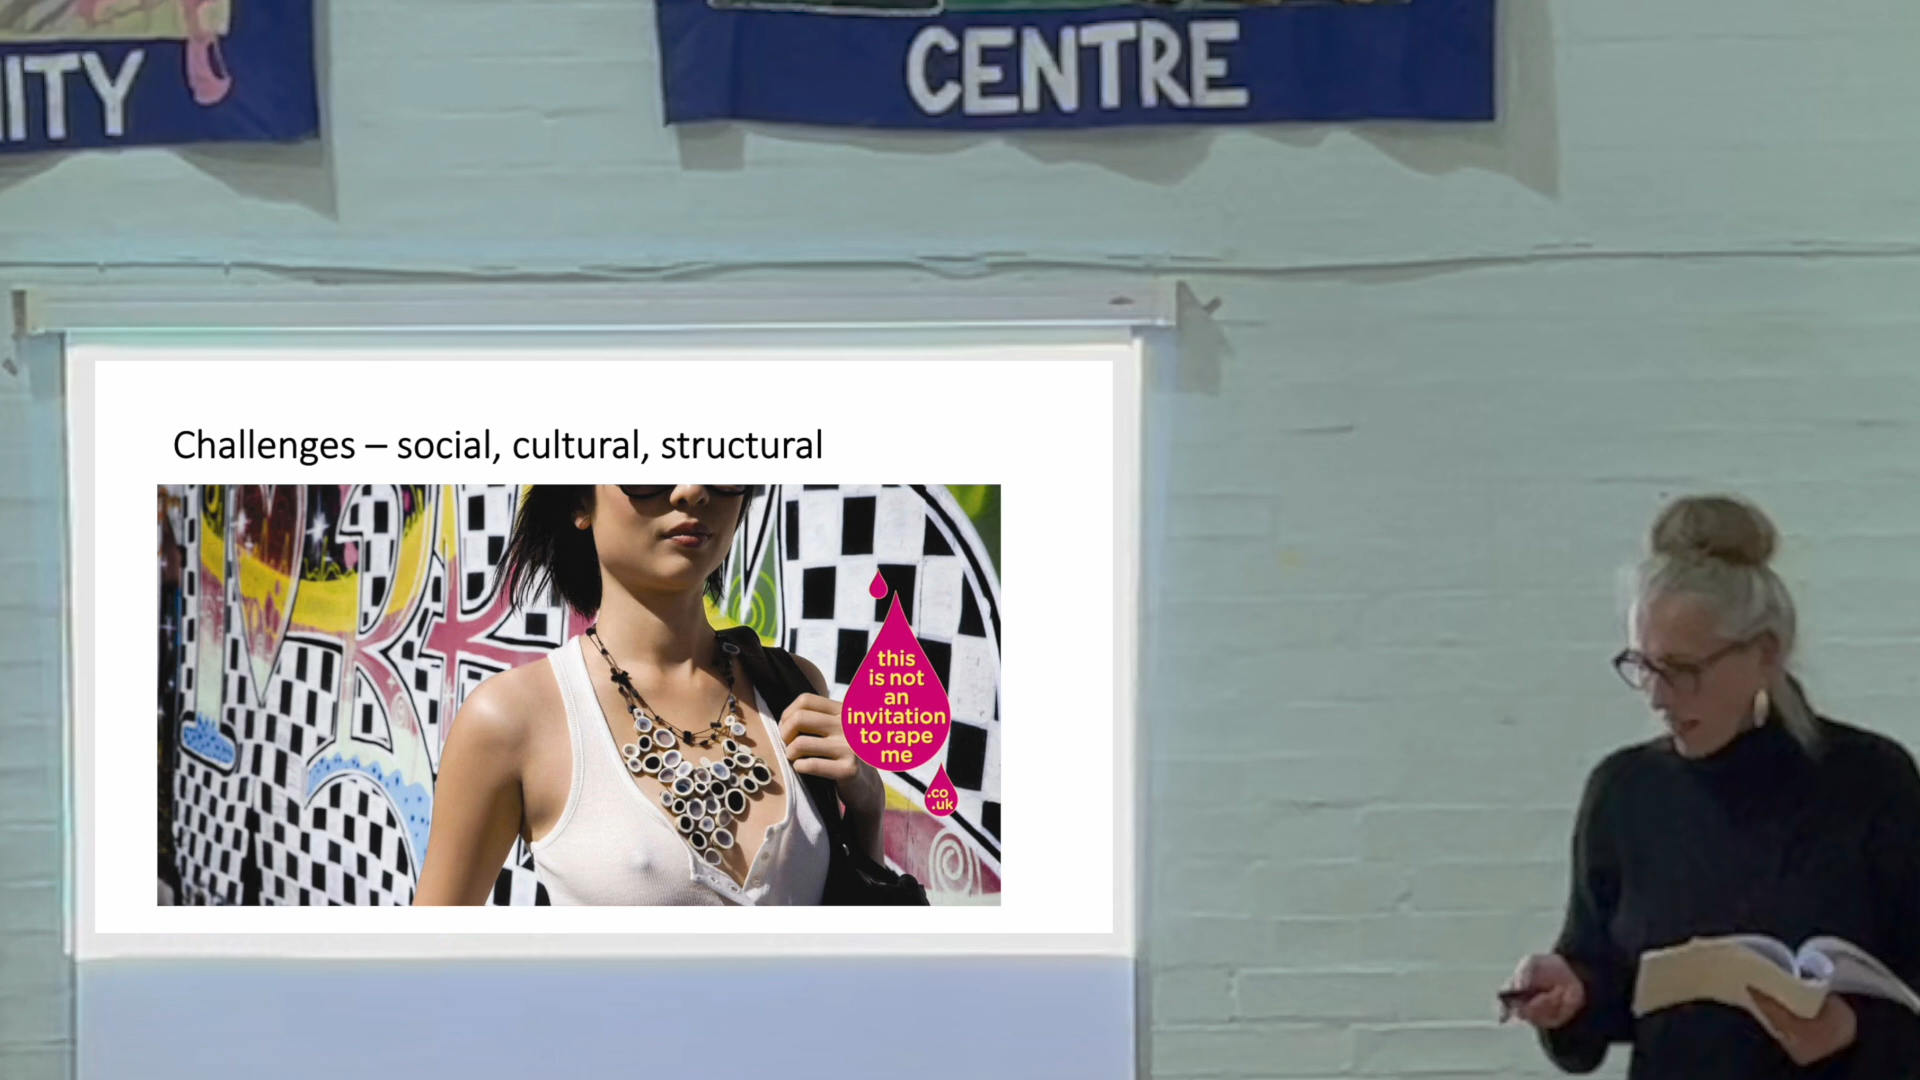 ITY
CENTRE
Challenges – social, cultural, structural
this
is not
an
invitation
to rape
me
.co
.uk